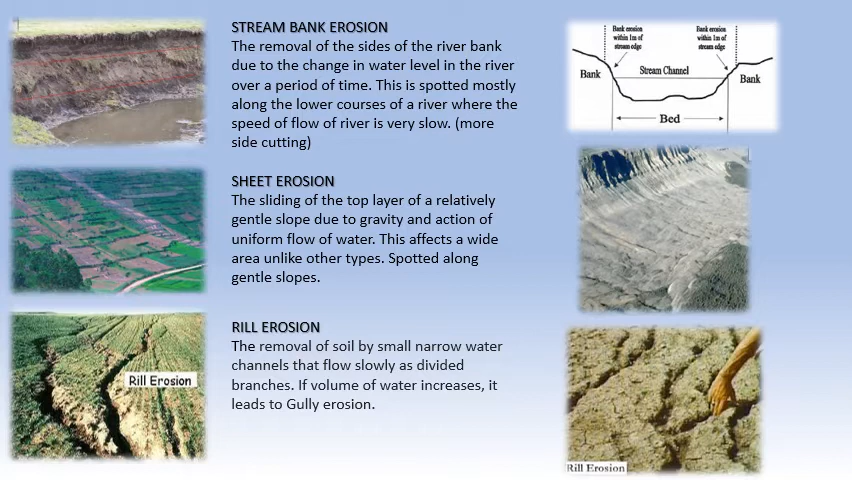 STREAM BANK EROSION
The removal of the sides of the river bank
due to the change in water level in the river
over a period of time. This is spotted mostly
along the lower courses of a river where the
speed of flow of river is very slow. (more
side cutting)
Bank erosion
within 1m of
stream edge
Bank erosion
within 1m of
stream edge
Bank
Stream Channel
Bank
Bed
SHEET EROSION
The sliding of the top layer of a relatively
gentle slope due to gravity and action of
uniform flow of water. This affects a wide
area unlike other types. Spotted along
gentle slopes.
RILL EROSION
The removal of soil by small narrow water
channels that flow slowly as divided
branches. If volume of water increases, it
leads to Gully erosion.
Rill Erosion
Rill Erosion